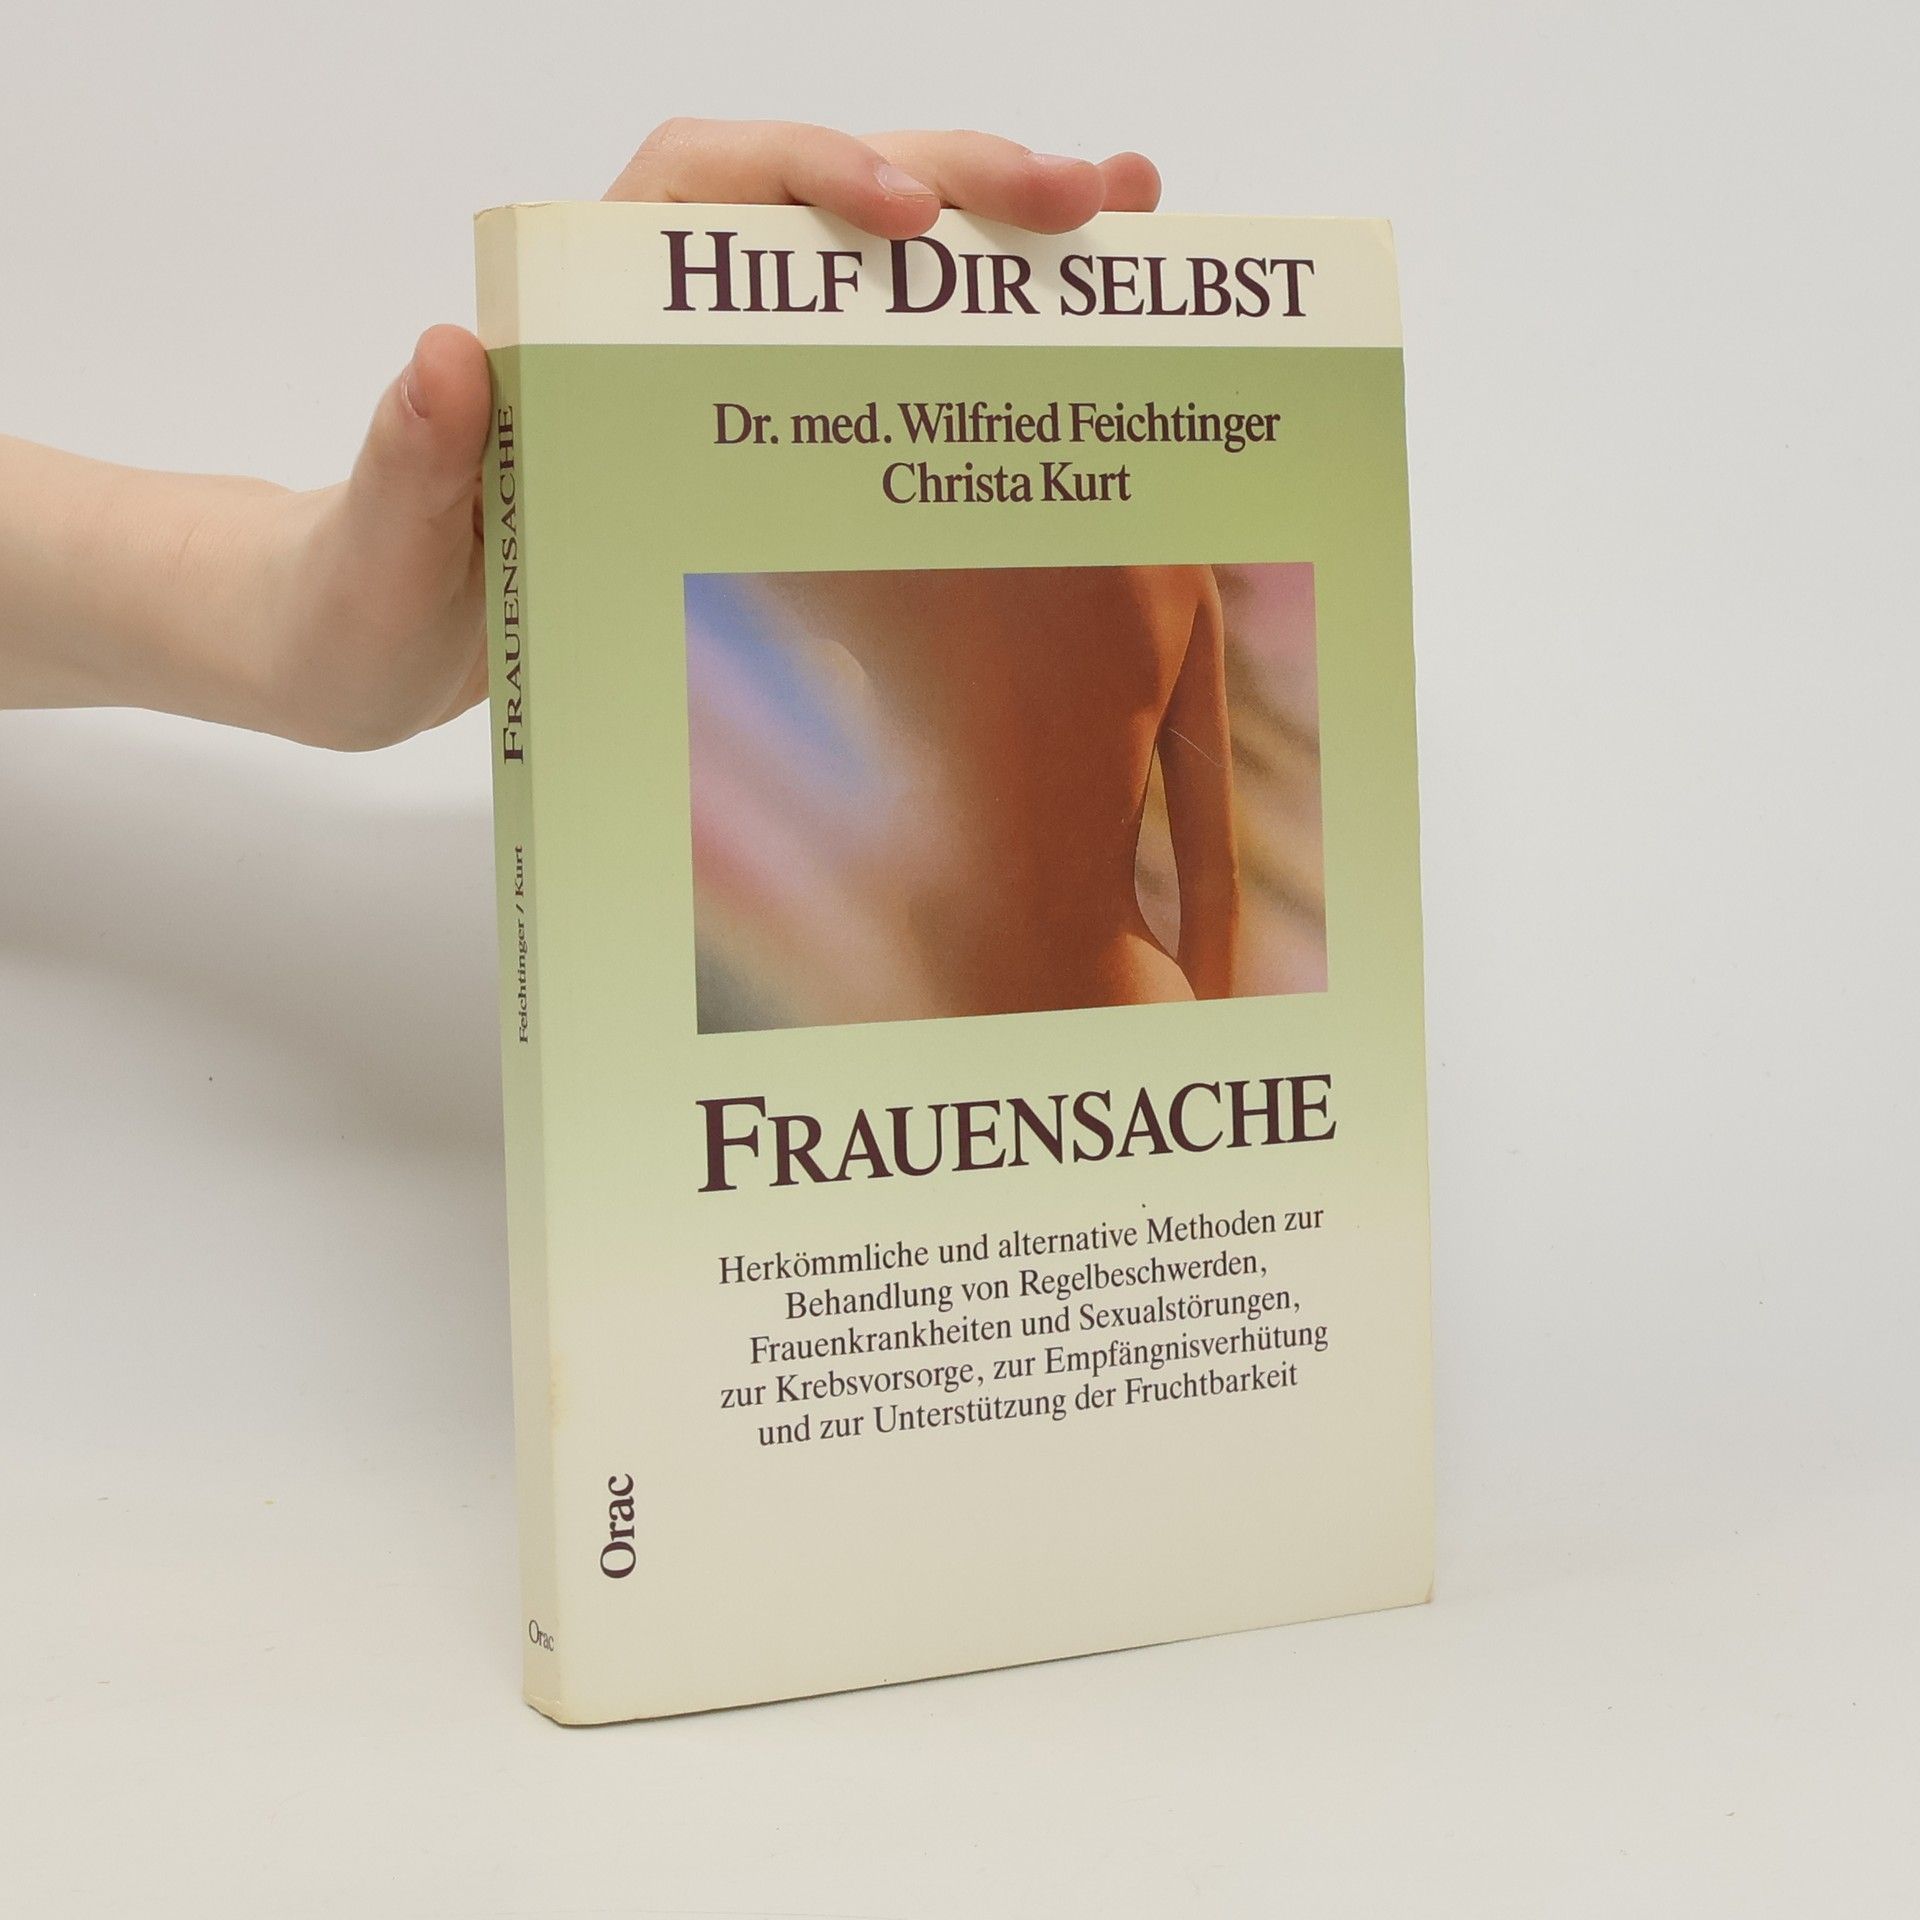 HILF DIR SELBST
Dr. med. Wilfried Feichtinger
Christa Kurt
FRAUENSACHE
Herkömmliche und alternative Methoden zur
Behandlung von Regelbeschwerden,
Frauenkrankheiten und Sexualstörungen,
zur Krebsvorsorge, zur Empfängnisverhütung
und zur Unterstützung der Fruchtbarkeit
Orac
FRAUENSACHE
Feichtinger / Kurt
Orac